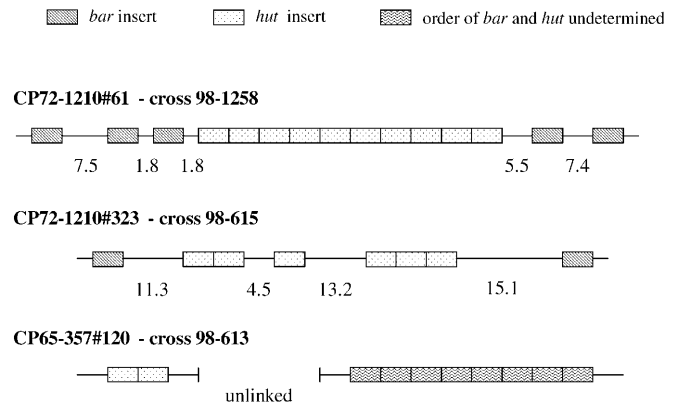 bar insert hut insert order of bar and hut undetermined
CP72-1210#61 - cross 98-1258
7.5 1.8 1.8 5.5 7.4
CP72-1210#323 - cross 98-615
11.3 4.5 13.2 15.1
CP65-357#120 - cross 98-613
unlinked